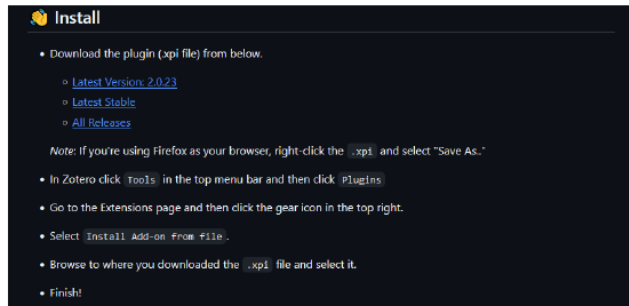 👋 Install
• Download the plugin (.xpi file) from below.
◦ Latest Version: 2.0.23
◦ Latest Stable
◦ All Releases
Note: If you're using Firefox as your browser, right-click the .xpi and select "Save As.."
• In Zotero click Tools in the top menu bar and then click Plugins
• Go to the Extensions page and then click the gear icon in the top right.
• Select Install Add-on from file.
• Browse to where you downloaded the .xpi file and select it.
• Finish!